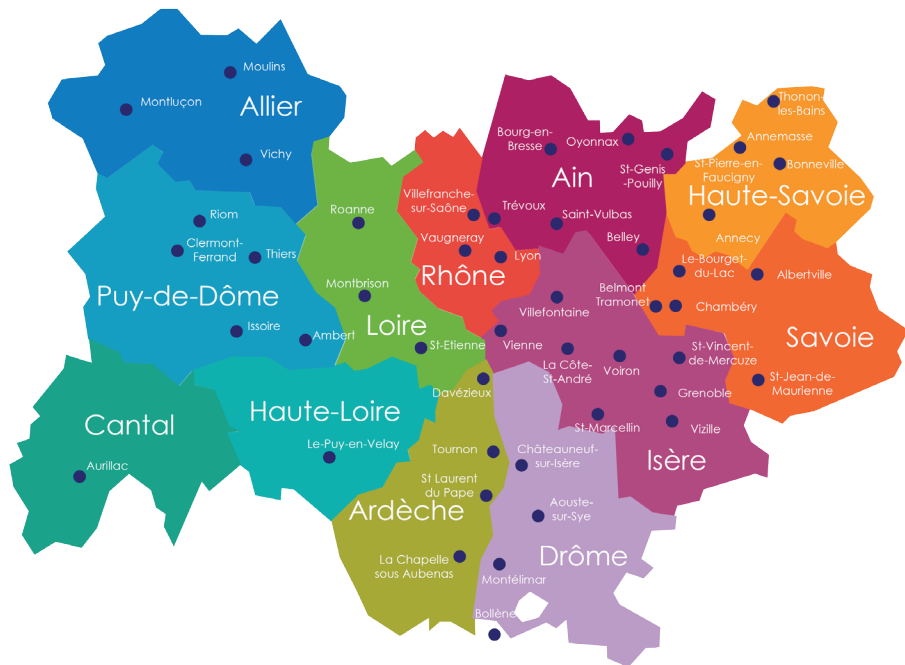 Moulins
Montluçon
Allier
Vichy
Riom
Clermont-
Ferrand
Thiers
Puy-de-Dôme
Issoire
Ambert
Roanne
Montbrison
Loire
St-Etienne
Villefranche-
sur-Saône
Vaugneray
Lyon
Rhône
Bourg-en-
Bresse
Oyonnax
St-Genis
-Pouilly
Ain
Trévoux
Saint-Vulbas
Belley
Thonon-
les-Bains
Annemasse
St-Pierre-en-
Faucigny
Bonneville
Haute-Savoie
Annecy
Le-Bourget-
du-Lac
Albertville
Belmont
Tramonet
Chambéry
Savoie
St-Jean-de-
Maurienne
Villefontaine
Vienne
La Côte-
St-André
Voiron
St-Vincent-
de-Mercuze
Grenoble
St-Marcellin
Vizille
Isère
Cantal
Aurillac
Haute-Loire
Le-Puy-en-Velay
Davézieux
Tournon
St Laurent
du Pape
Ardèche
La Chapelle
sous Aubenas
Châteauneuf-
sur-Isère
Aouste-
sur-Sye
Drôme
Montélimar
Bollène